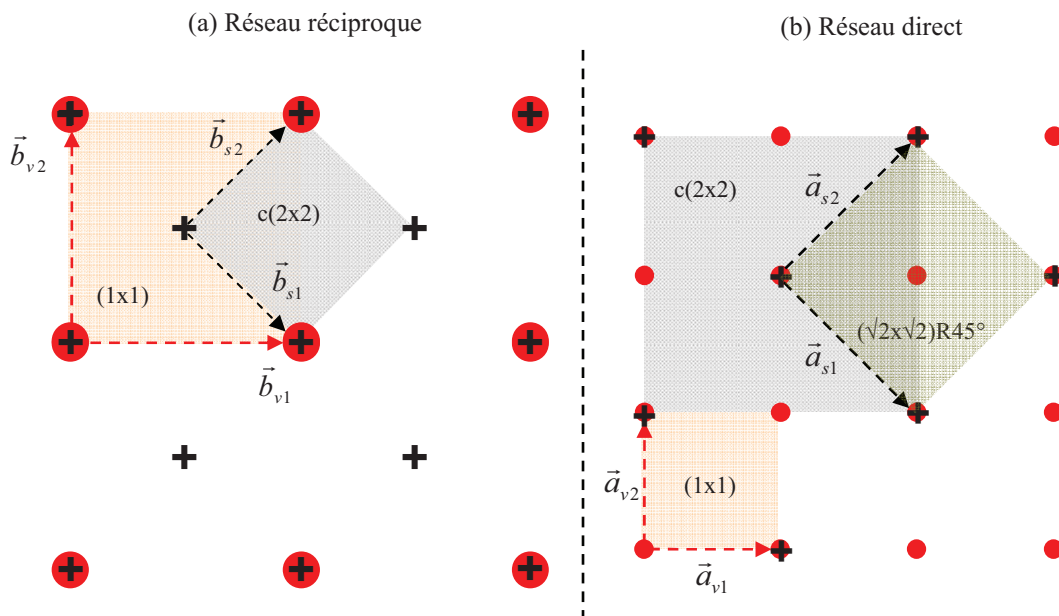 (a) Réseau réciproque
(b) Réseau direct
b⃗v2
b⃗s2
c(2x2)
b⃗s1
(1x1)
b⃗v1
c(2x2)
a⃗s2
(√2x√2)R45°
a⃗s1
a⃗v2
(1x1)
a⃗v1